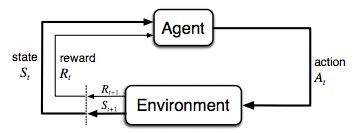 Agent
state
S_t
reward
R_t
action
A_t
R_{t+1}
S_{t+1}
Environment